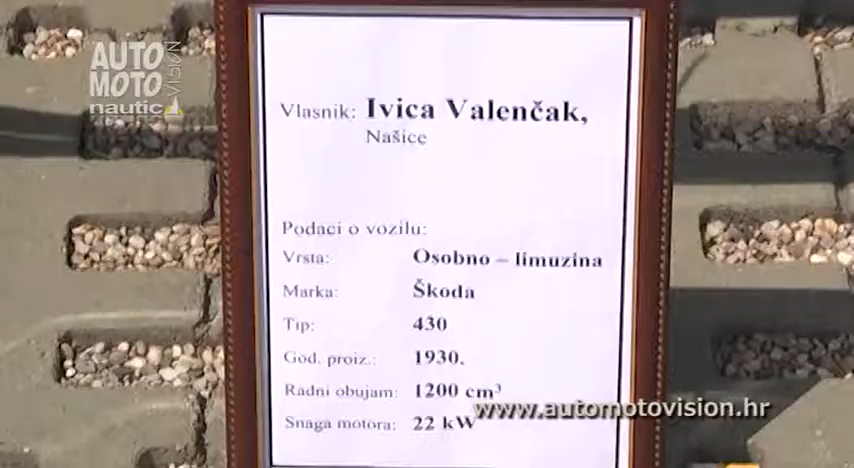 AUTO
MOTO
VISION
nautic
Vlasnik: Ivica Valenčak,
Našice
Podaci o vozilu:
Vrsta: Osobno – limuzina
Marka: Škoda
Tip: 430
God. proiz.: 1930.
Radni obujam: 1200 cm³
Snaga motora: 22 kW
www.automotovision.hr